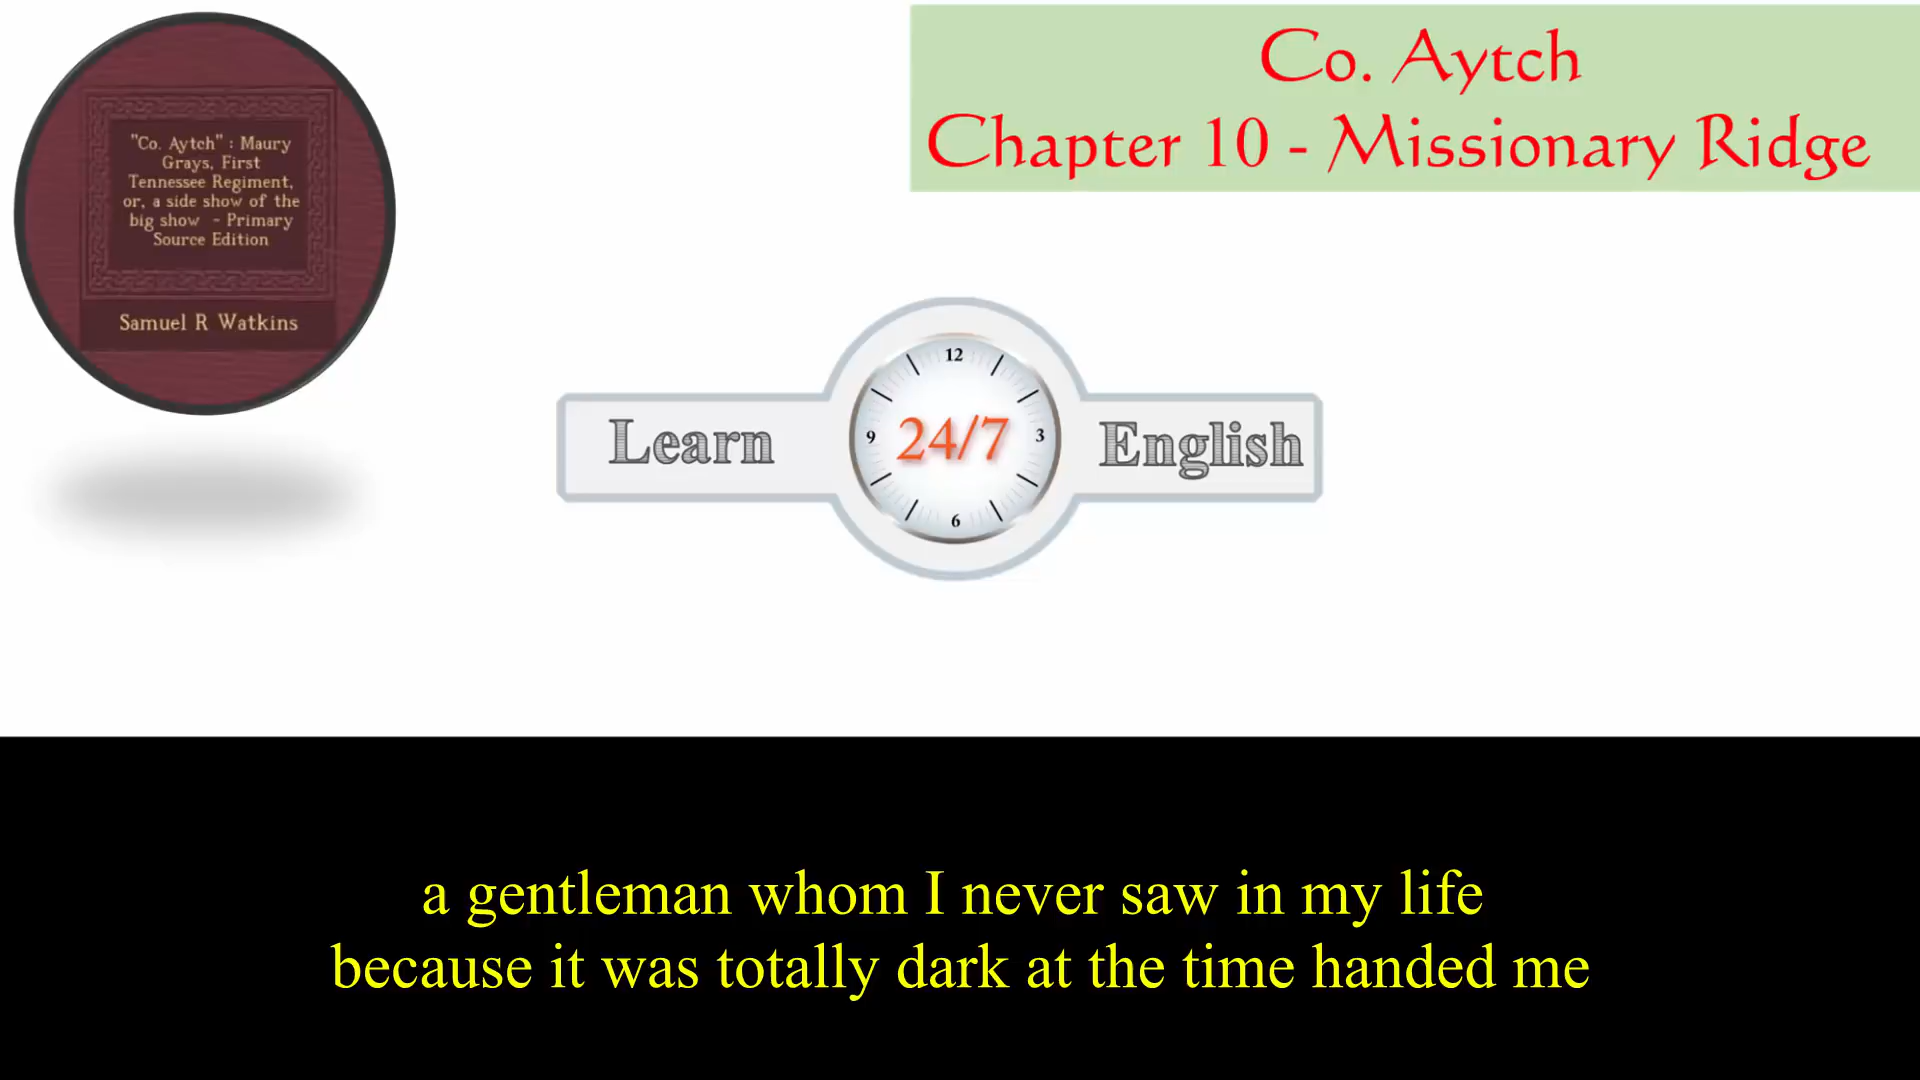 "Co. Aytch" : Maury
Grays, First
Tennessee Regiment,
or, a side show of the
big show - Primary
Source Edition
Samuel R Watkins
Co. Aytch
Chapter 10 - Missionary Ridge
Learn 24/7 English
12
3
6
9
a gentleman whom I never saw in my life
because it was totally dark at the time handed me